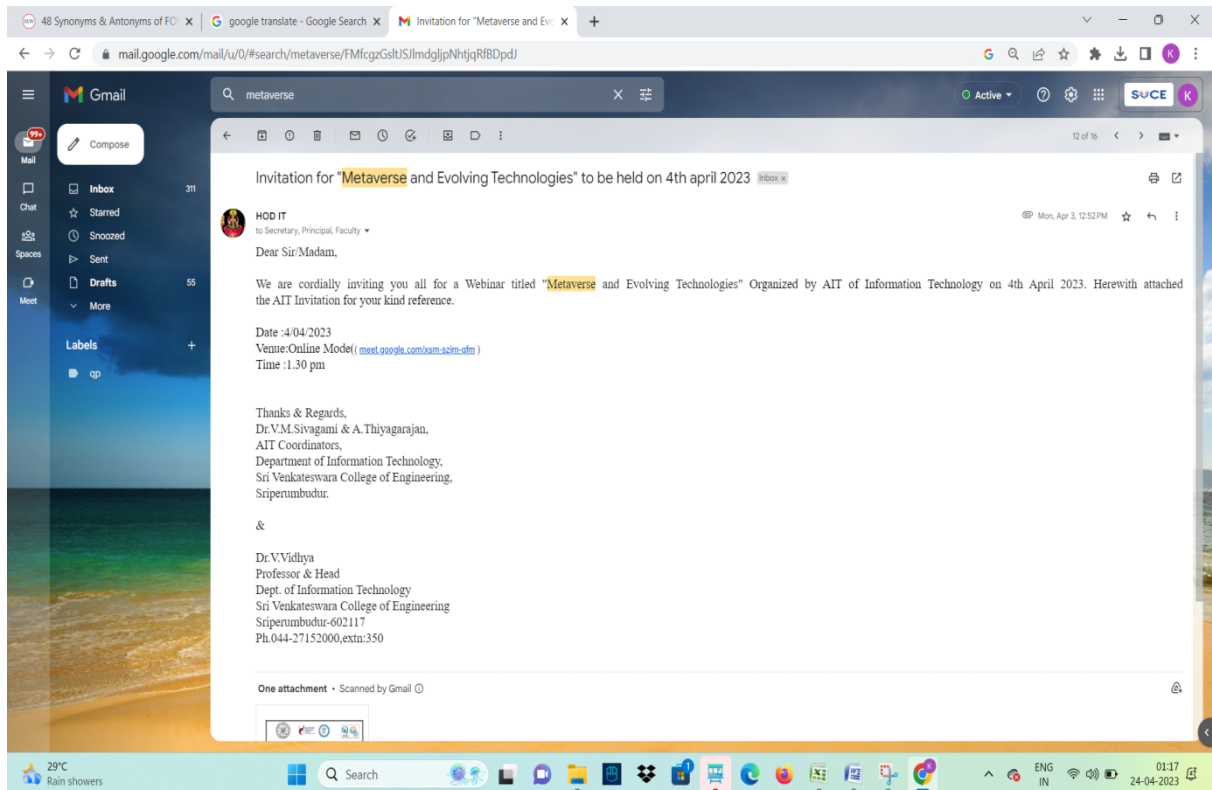 48 Synonyms & Antonyms of FO
google translate - Google Search
Invitation for "Metaverse and Evo
mail.google.com/mail/u/0/#search/metaverse/FMfcgzGsltJSJlmdgljpNhtjqRfBDpdJ
K
Gmail
metaverse
Active
SVCE
K
99+
Mail
Compose
12 of 16
Chat
Spaces
Meet
Inbox 311
Starred
Snoozed
Sent
Drafts 55
More
Labels +
qp
Invitation for "Metaverse and Evolving Technologies" to be held on 4th april 2023 Inbox x
HOD IT Mon, Apr 3, 12:52 PM
to Secretary, Principal, Faculty
Dear Sir/Madam,
We are cordially inviting you all for a Webinar titled "Metaverse and Evolving Technologies" Organized by AIT of Information Technology on 4th April 2023. Herewith attached
the AIT Invitation for your kind reference.
Date :4/04/2023
Venue:Online Mode(( meet.google.com/xsm-szjm-qfm )
Time :1.30 pm
Thanks & Regards,
Dr.V.M.Sivagami & A.Thiyagarajan,
AIT Coordinators,
Department of Information Technology,
Sri Venkateswara College of Engineering,
Sriperumbudur.
&
Dr.V.Vidhya
Professor & Head
Dept. of Information Technology
Sri Venkateswara College of Engineering
Sriperumbudur-602117
Ph.044-27152000,extn:350
One attachment • Scanned by Gmail
29°C
Rain showers
Search
ENG
IN
01:17
24-04-2023